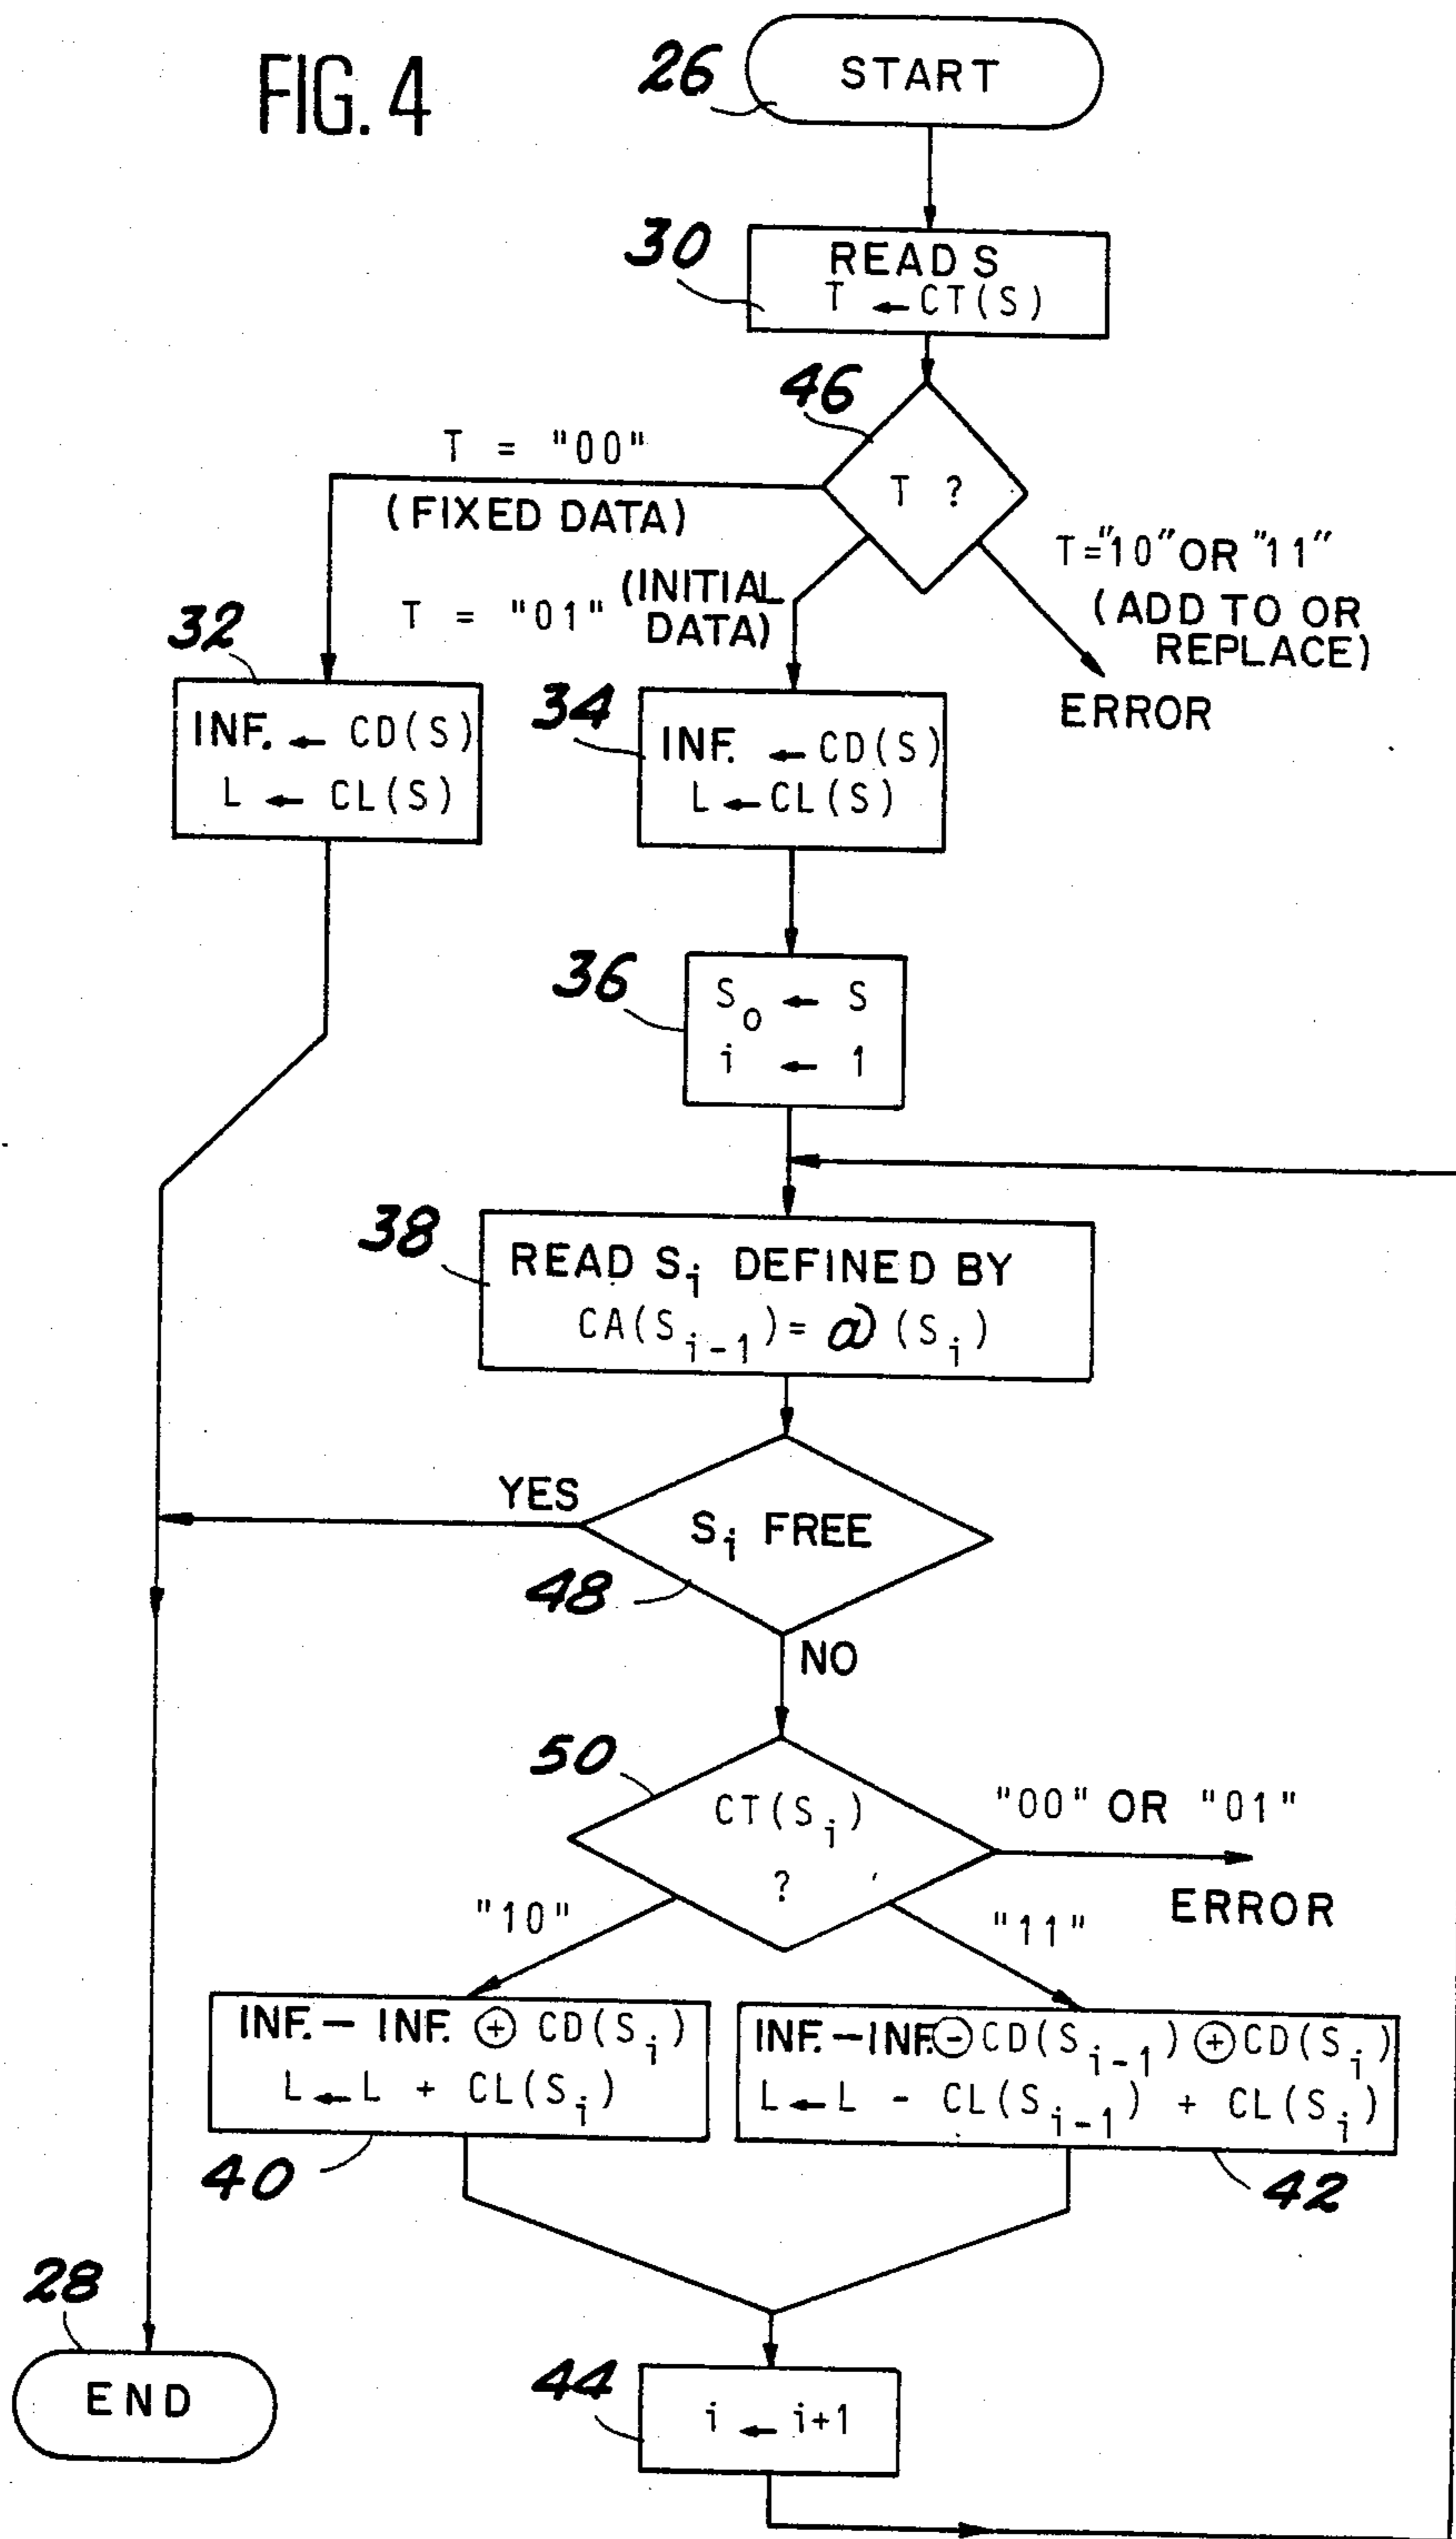 FIG. 4
26
START
30
READ S
T ← CT(S)
46
T ?
T = "00"
(FIXED DATA)
T = "01"
(INITIAL
DATA)
T="10" OR "11"
(ADD TO OR
REPLACE)
ERROR
32
INF. ← CD(S)
L ← CL(S)
34
INF. ← CD(S)
L ← CL(S)
36
S₀ ← S
i ← 1
38
READ Sᵢ DEFINED BY
CA(Sᵢ₋₁) = @ (Sᵢ)
YES
Sᵢ FREE
48
NO
50
CT(Sᵢ)
?
"00" OR "01"
ERROR
"10"
"11"
INF. — INF. ⊕ CD(Sᵢ)
L ← L + CL(Sᵢ)
40
INF. — INF. ⊖ CD(Sᵢ₋₁) ⊕ CD(Sᵢ)
L ← L - CL(Sᵢ₋₁) + CL(Sᵢ)
42
28
END
44
i ← i+1